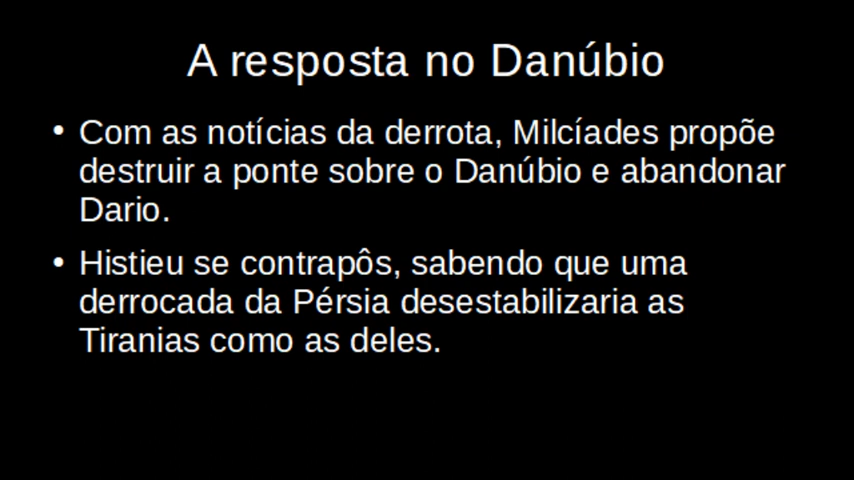 A resposta no Danúbio
• Com as notícias da derrota, Milcíades propõe
destruir a ponte sobre o Danúbio e abandonar
Dario.
• Histieu se contrapôs, sabendo que uma
derrocada da Pérsia desestabilizaria as
Tiranias como as deles.